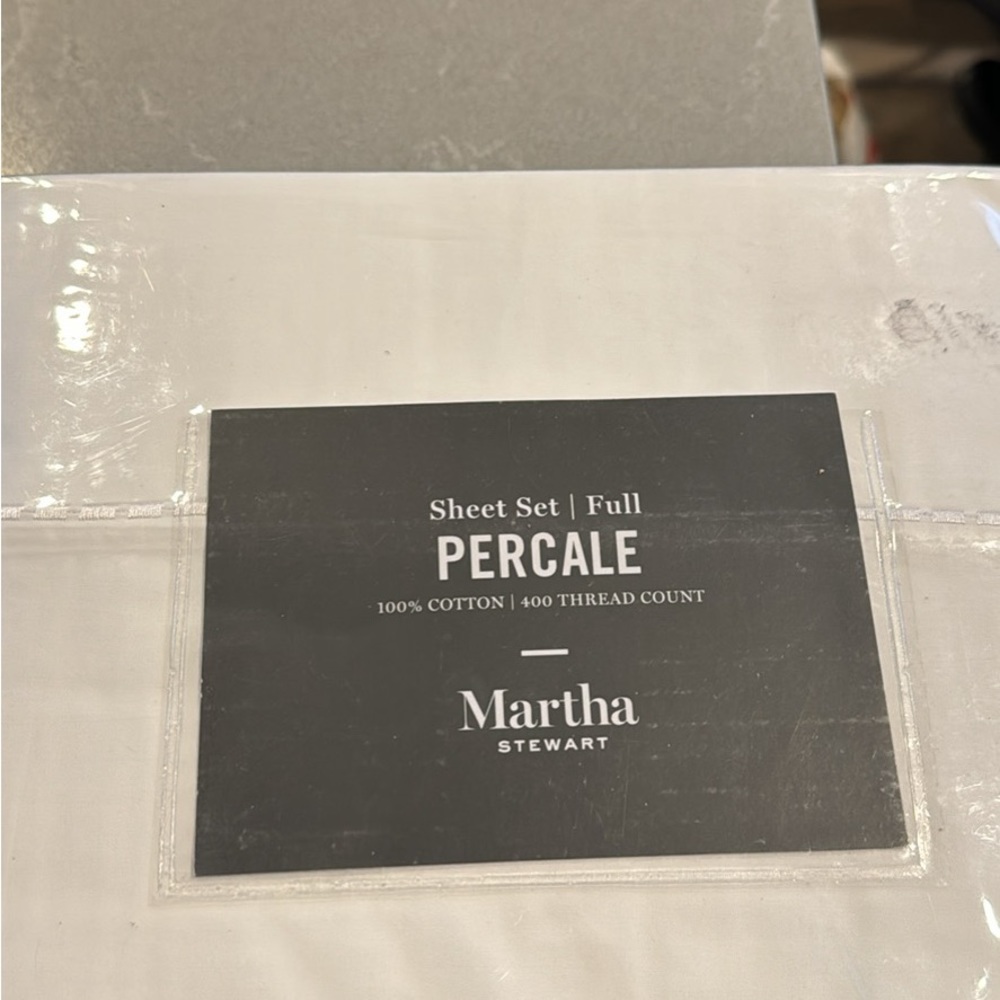 Sheet Set | Full
PERCALE
100% COTTON | 400 THREAD COUNT
Martha
STEWART